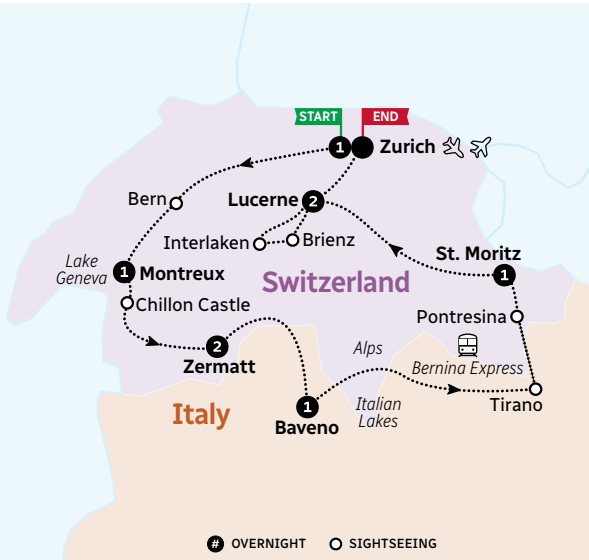 START
END
1
Zurich
Bern
Lucerne
2
Interlaken
Brienz
Lake
Geneva
1
Montreux
St. Moritz
1
Switzerland
Chillon Castle
Pontresina
2
Zermatt
Alps
Bernina Express
Italy
1
Baveno
Italian
Lakes
Tirano
# OVERNIGHT
SIGHTSEEING